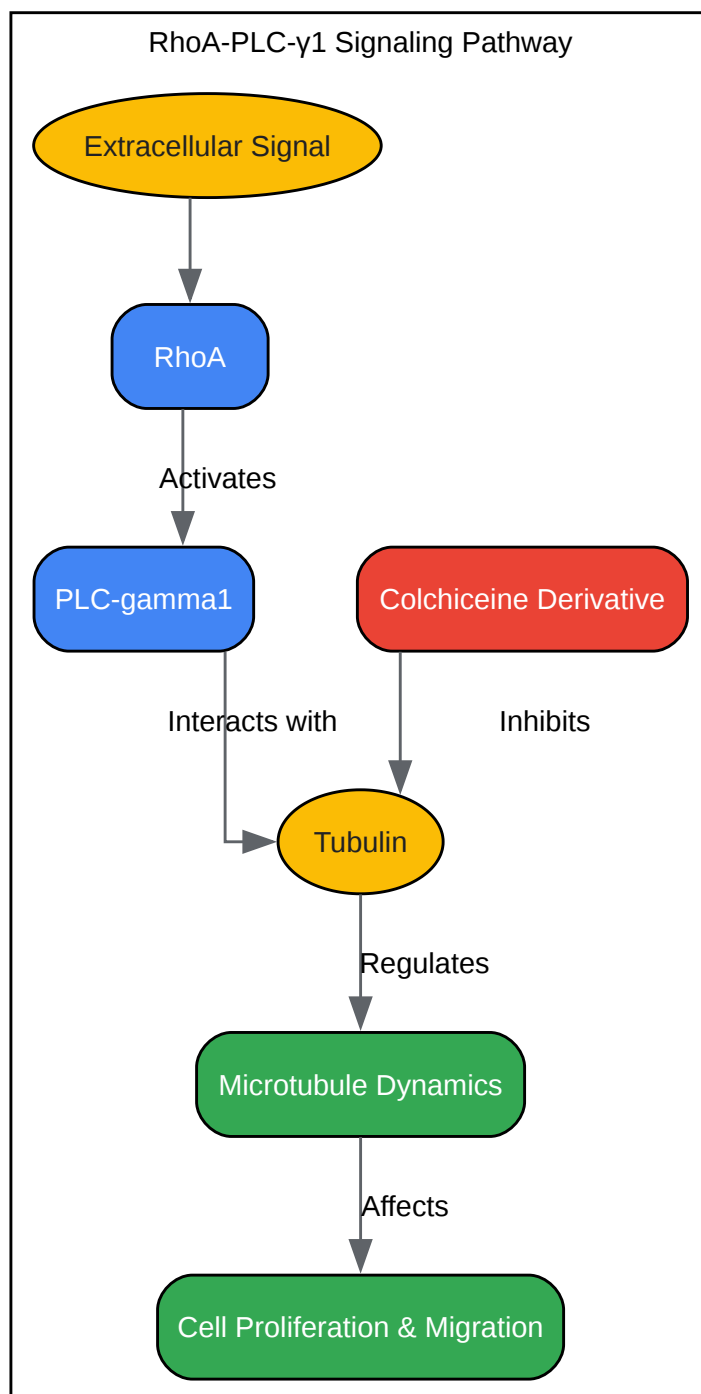 RhoA-PLC-γ1 Signaling Pathway
Extracellular Signal
RhoA
Activates
PLC-gamma1
Colchiceine Derivative
Interacts with
Inhibits
Tubulin
Regulates
Microtubule Dynamics
Affects
Cell Proliferation & Migration